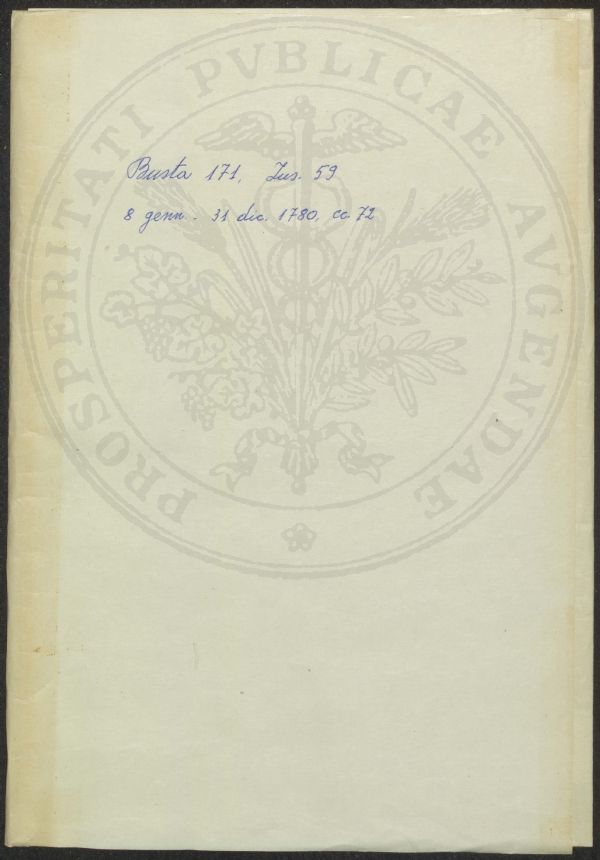 PROSPERITATI PVBLICAE AVGENDAE
Busta 171, Ins. 59
8 genn. - 31 dic. 1780, cc 72